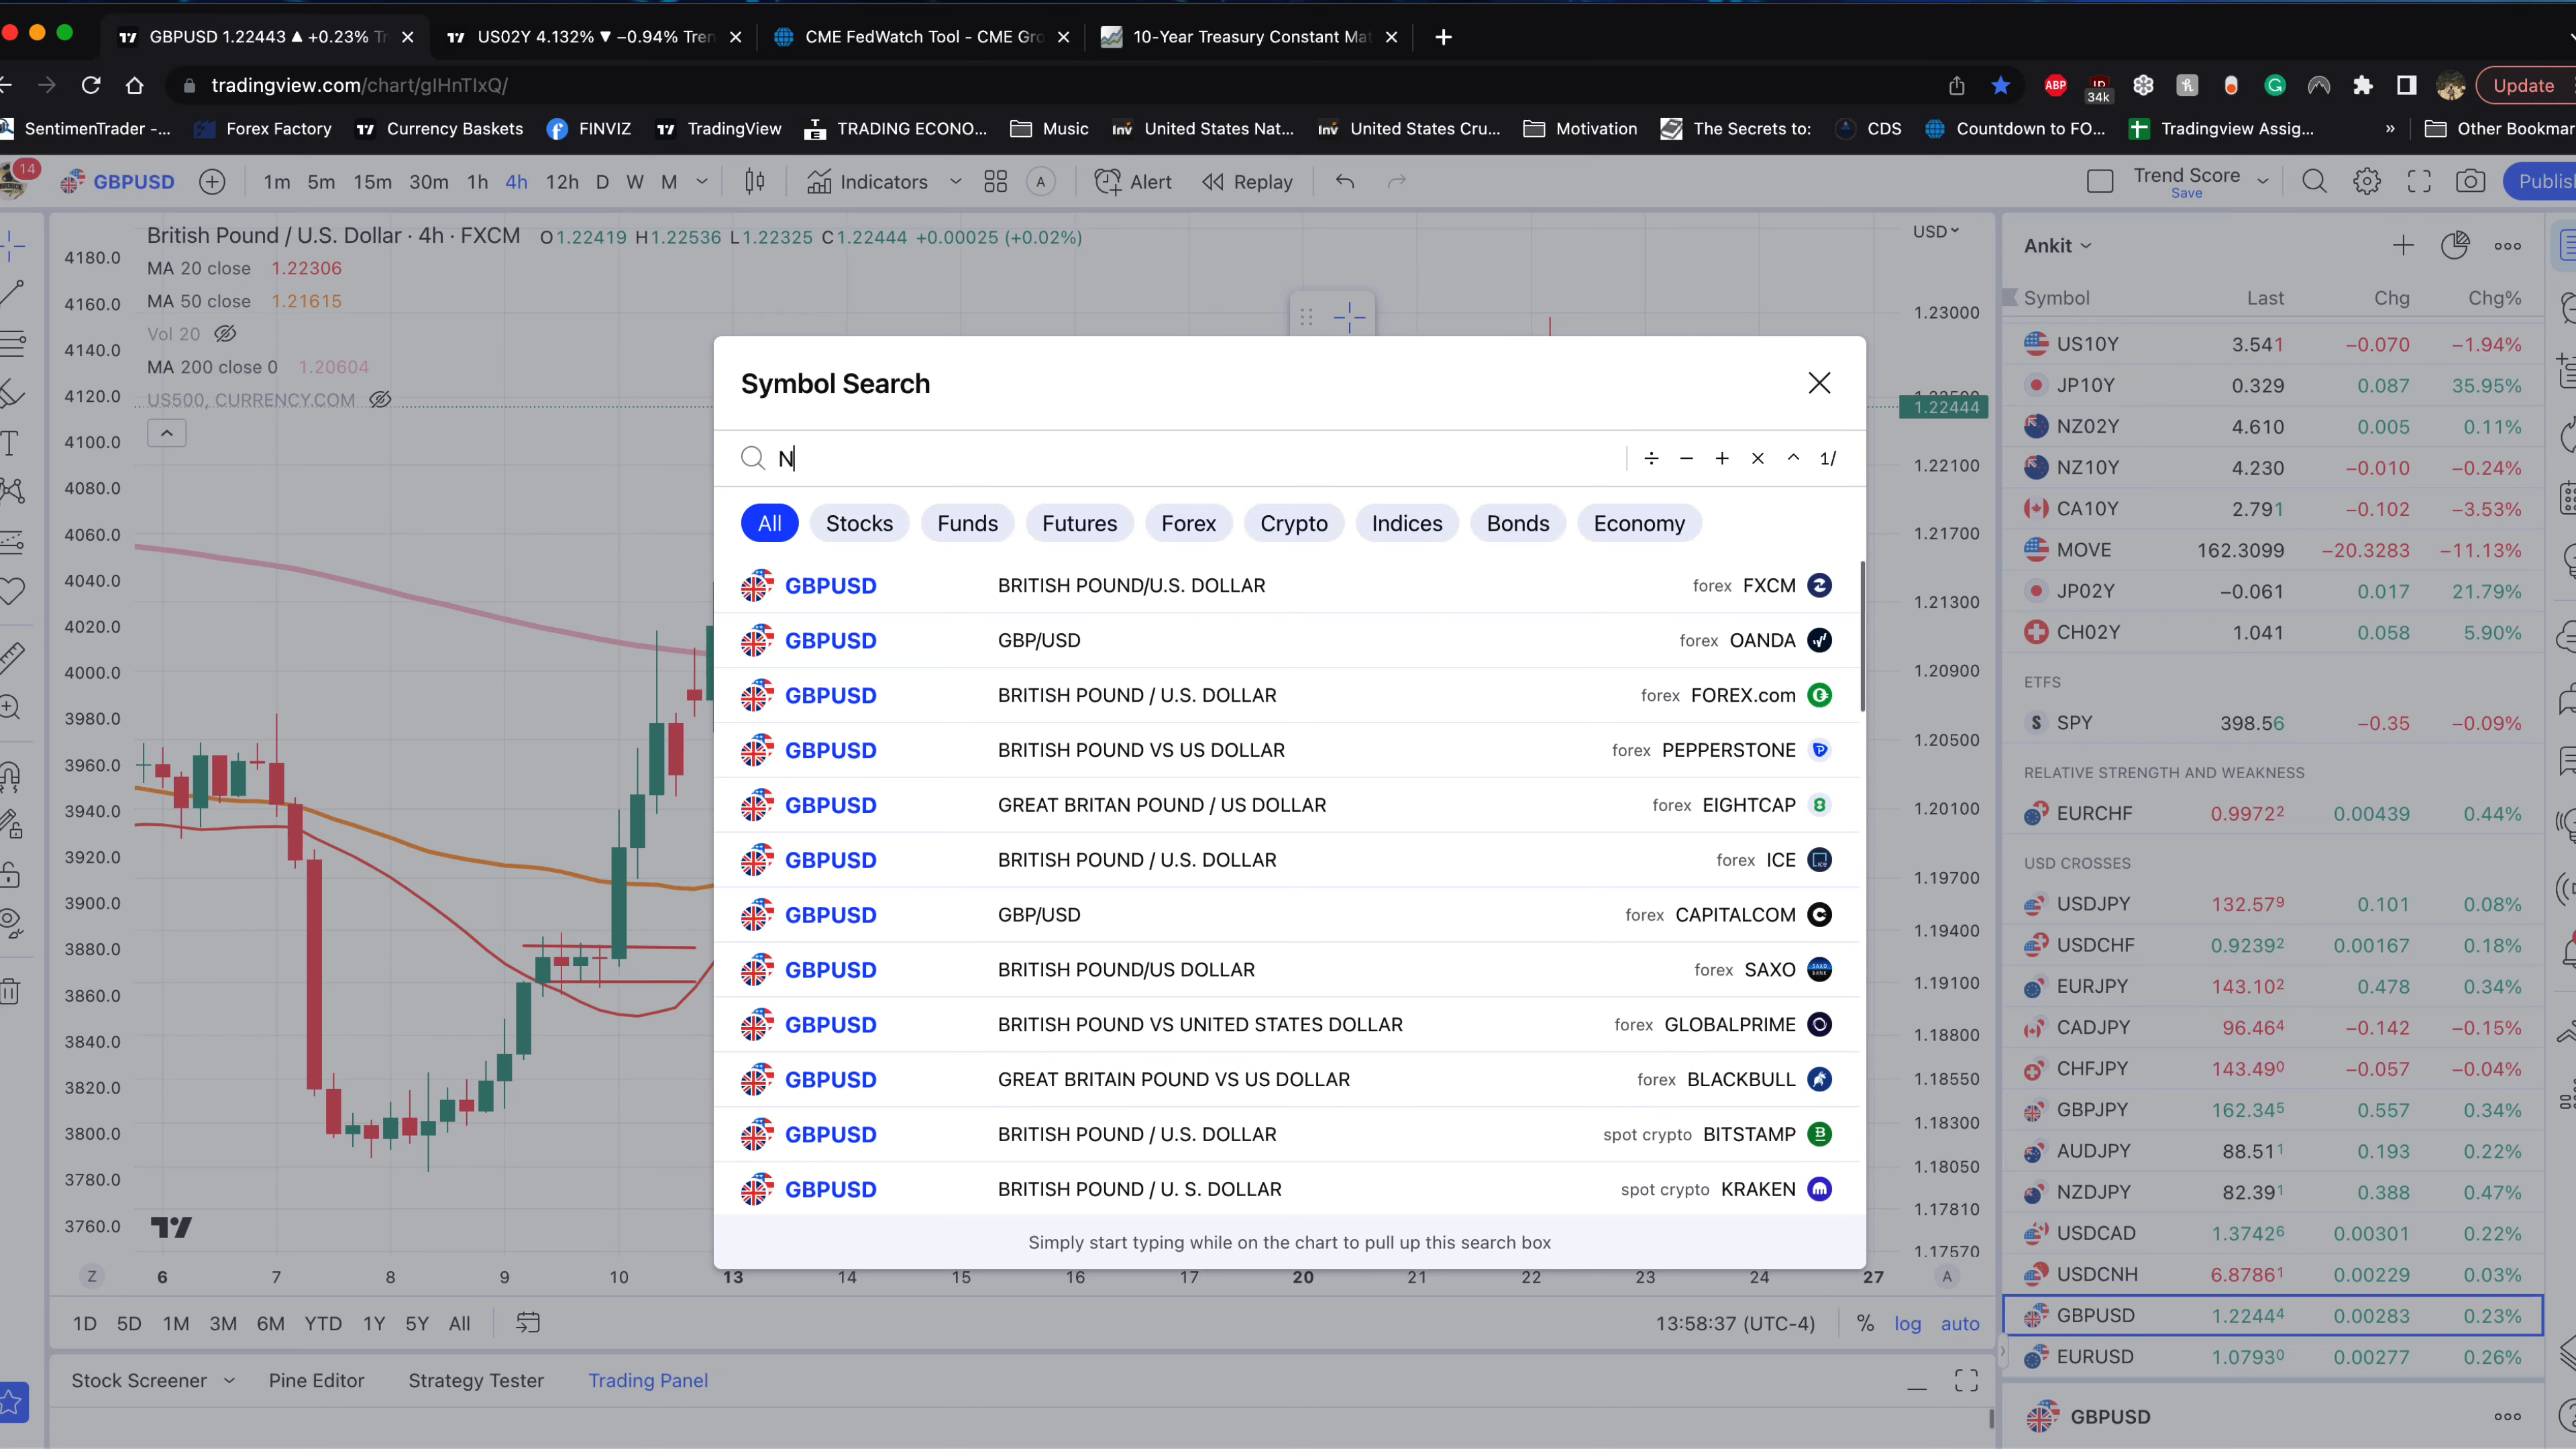 GBPUSD 1.22443 ▲ +0.23% Tr
US02Y 4.132% ▼ −0.94% Tren
CME FedWatch Tool - CME Gro
10-Year Treasury Constant Mat
tradingview.com/chart/gIHnTIxQ/
ABP
34k
Update
SentimenTrader -...
Forex Factory
Currency Baskets
FINVIZ
TradingView
TRADING ECONO...
Music
Inv United States Nat...
Inv United States Cru...
Motivation
The Secrets to:
CDS
Countdown to FO...
Tradingview Assig...
»
Other Bookmar
14
GBPUSD
1m 5m 15m 30m 1h 4h 12h D W M
Indicators
A
Alert
Replay
Trend Score
Save
Publish
British Pound / U.S. Dollar · 4h · FXCM O1.22419 H1.22536 L1.22325 C1.22444 +0.00025 (+0.02%)
MA 20 close 1.22306
MA 50 close 1.21615
Vol 20
MA 200 close 0 1.20604
US500, CURRENCY.COM
4180.0
4160.0
4140.0
4120.0
4100.0
4080.0
4060.0
4040.0
4020.0
4000.0
3980.0
3960.0
3940.0
3920.0
3900.0
3880.0
3860.0
3840.0
3820.0
3800.0
3780.0
3760.0
Symbol Search
N
÷ − + × ^ 1/
All Stocks Funds Futures Forex Crypto Indices Bonds Economy
GBPUSD BRITISH POUND/U.S. DOLLAR forex FXCM
GBPUSD GBP/USD forex OANDA
GBPUSD BRITISH POUND / U.S. DOLLAR forex FOREX.com
GBPUSD BRITISH POUND VS US DOLLAR forex PEPPERSTONE
GBPUSD GREAT BRITAN POUND / US DOLLAR forex EIGHTCAP
GBPUSD BRITISH POUND / U.S. DOLLAR forex ICE
GBPUSD GBP/USD forex CAPITALCOM
GBPUSD BRITISH POUND/US DOLLAR forex SAXO
GBPUSD BRITISH POUND VS UNITED STATES DOLLAR forex GLOBALPRIME
GBPUSD GREAT BRITAIN POUND VS US DOLLAR forex BLACKBULL
GBPUSD BRITISH POUND / U.S. DOLLAR spot crypto BITSTAMP
GBPUSD BRITISH POUND / U. S. DOLLAR spot crypto KRAKEN
Simply start typing while on the chart to pull up this search box
USD
1.23000
1.22444
1.22100
1.21700
1.21300
1.20900
1.20500
1.20100
1.19700
1.19400
1.19100
1.18800
1.18550
1.18300
1.18050
1.17810
1.17570
Z 6 7 8 9 10 13 14 15 16 17 20 21 22 23 24 27 A
1D 5D 1M 3M 6M YTD 1Y 5Y All
13:58:37 (UTC-4) % log auto
Stock Screener Pine Editor Strategy Tester Trading Panel
Ankit
Symbol Last Chg Chg%
US10Y 3.541 −0.070 −1.94%
JP10Y 0.329 0.087 35.95%
NZ02Y 4.610 0.005 0.11%
NZ10Y 4.230 −0.010 −0.24%
CA10Y 2.791 −0.102 −3.53%
MOVE 162.3099 −20.3283 −11.13%
JP02Y −0.061 0.017 21.79%
CH02Y 1.041 0.058 5.90%
ETFS
S SPY 398.56 −0.35 −0.09%
RELATIVE STRENGTH AND WEAKNESS
EURCHF 0.99722 0.00439 0.44%
USD CROSSES
USDJPY 132.579 0.101 0.08%
USDCHF 0.92392 0.00167 0.18%
EURJPY 143.102 0.478 0.34%
CADJPY 96.464 −0.142 −0.15%
CHFJPY 143.490 −0.057 −0.04%
GBPJPY 162.345 0.557 0.34%
AUDJPY 88.511 0.193 0.22%
NZDJPY 82.391 0.388 0.47%
USDCAD 1.37426 0.00301 0.22%
USDCNH 6.87861 0.00229 0.03%
GBPUSD 1.22444 0.00283 0.23%
EURUSD 1.07930 0.00277 0.26%
GBPUSD